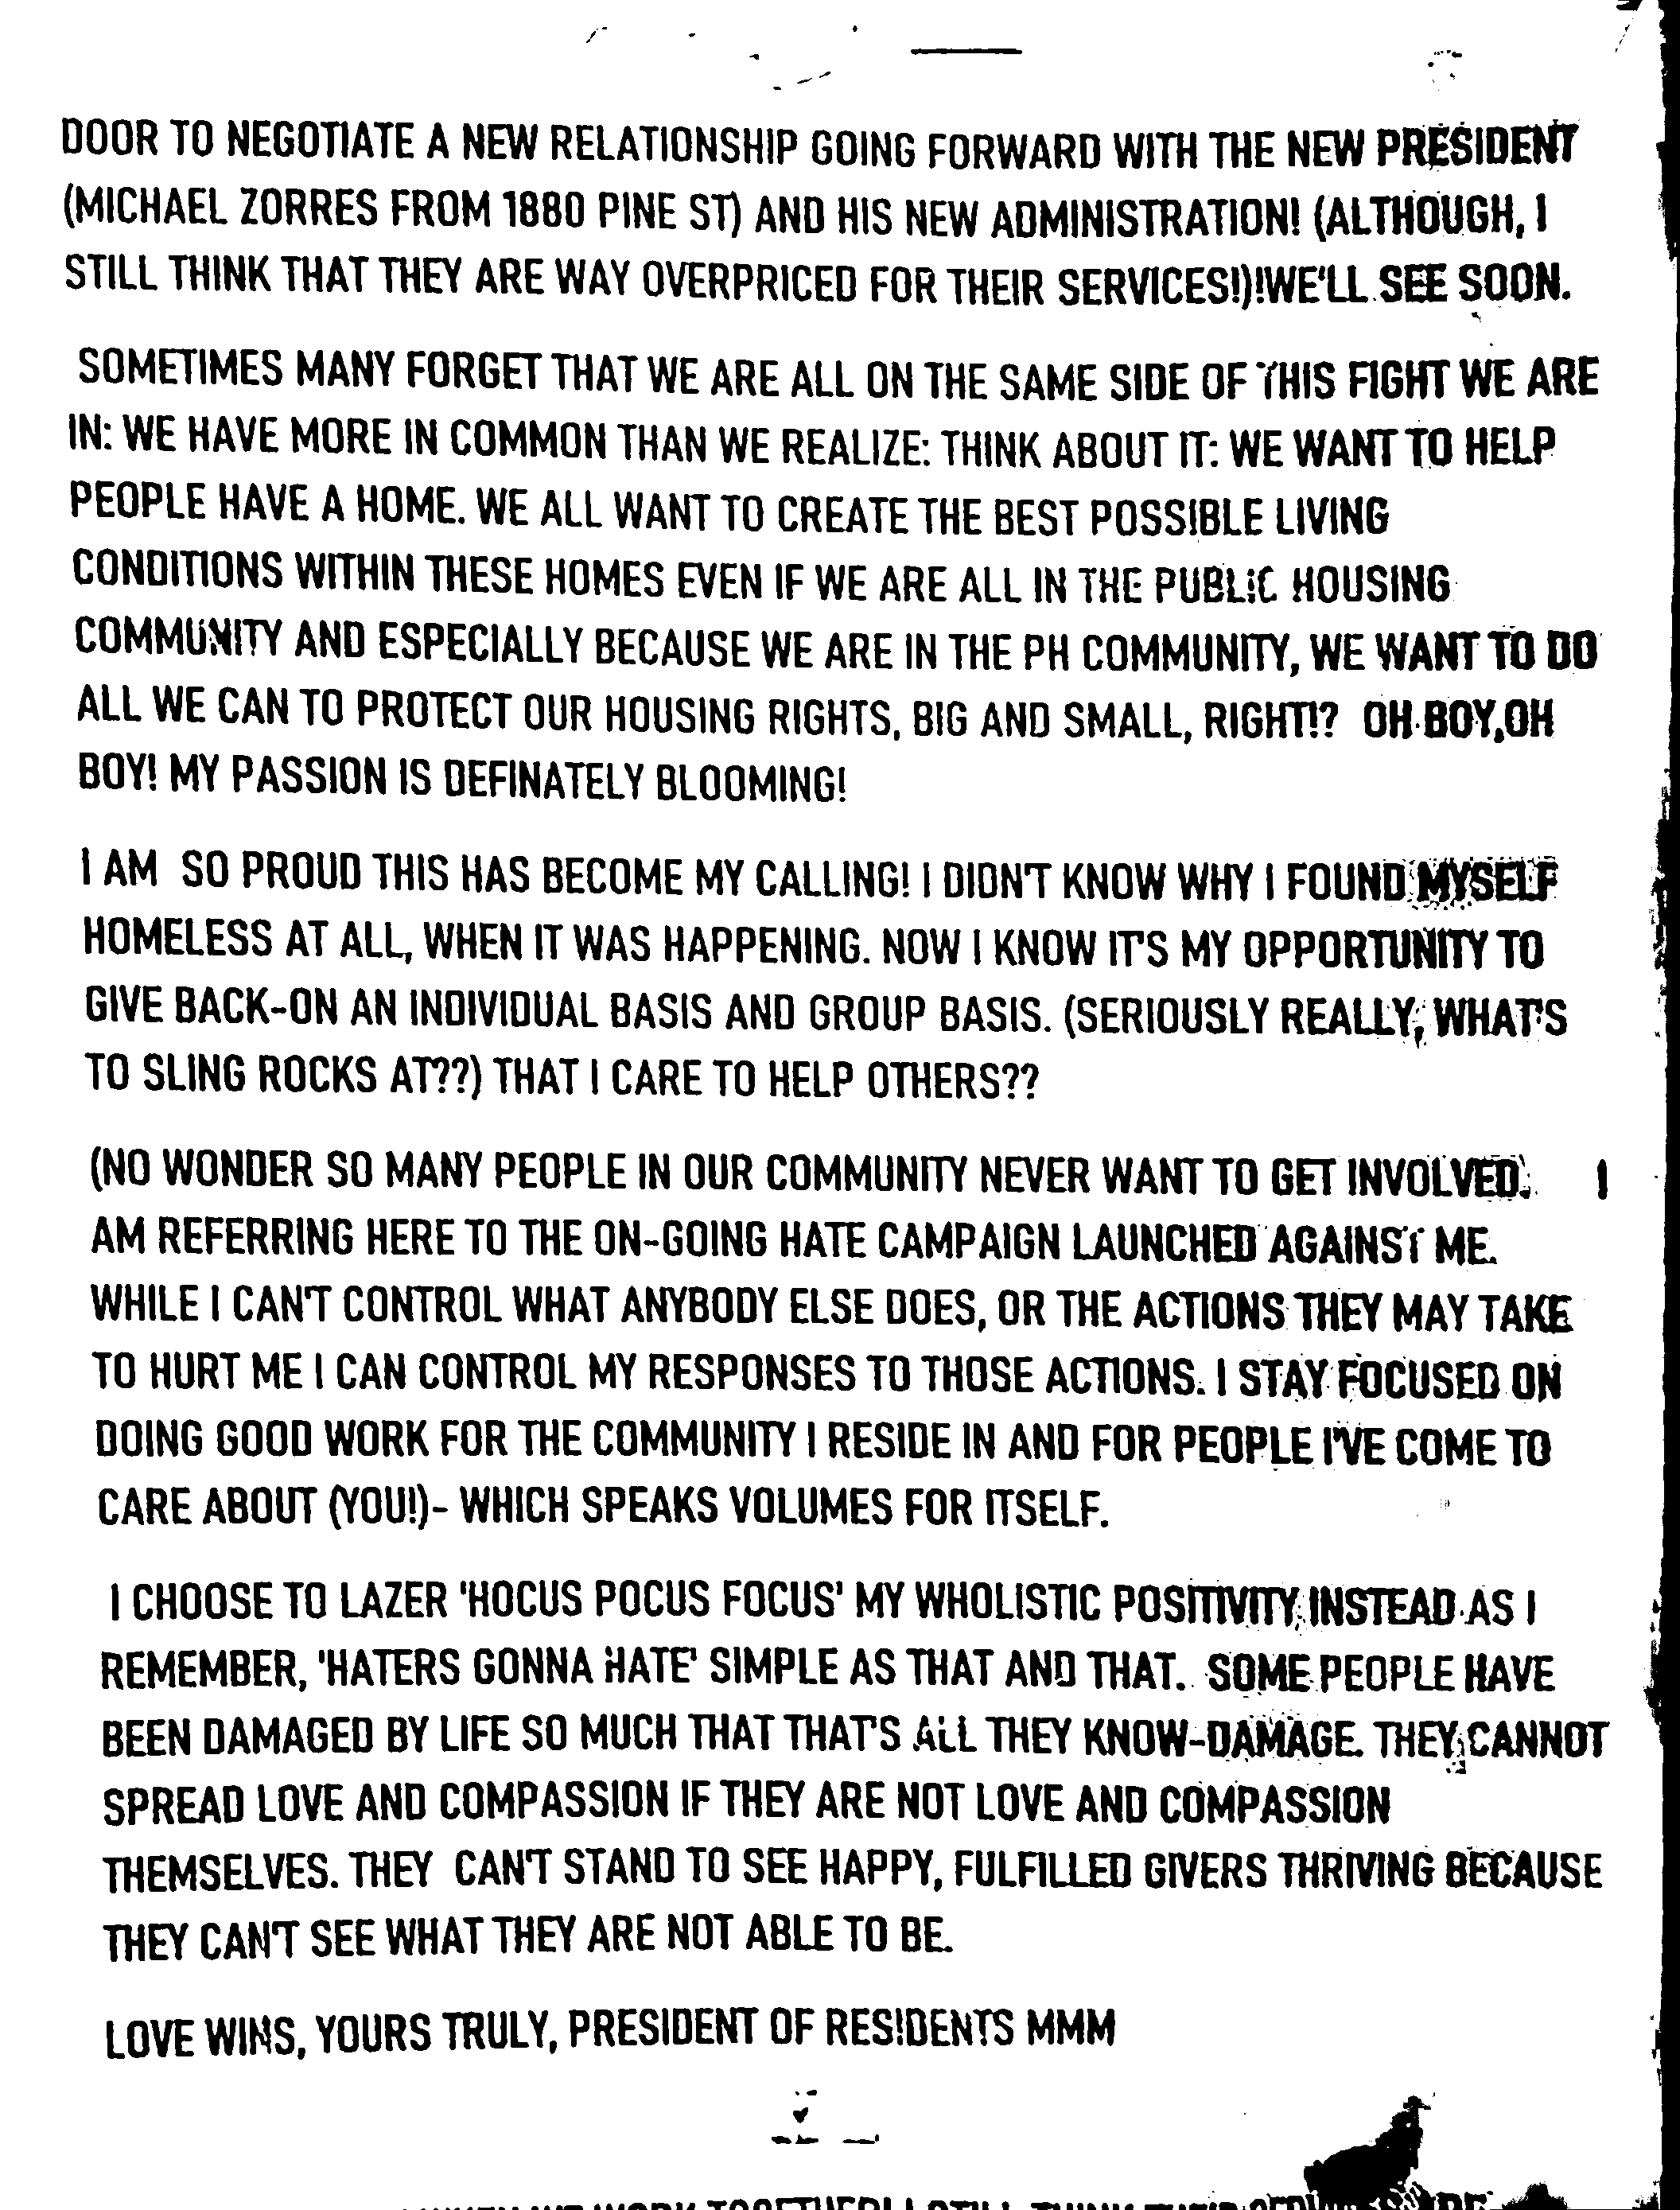 DOOR TO NEGOTIATE A NEW RELATIONSHIP GOING FORWARD WITH THE NEW PRESIDENT
(MICHAEL ZORRES FROM 1880 PINE ST) AND HIS NEW ADMINISTRATION! (ALTHOUGH, I
STILL THINK THAT THEY ARE WAY OVERPRICED FOR THEIR SERVICES!)!WE'LL SEE SOON.
SOMETIMES MANY FORGET THAT WE ARE ALL ON THE SAME SIDE OF THIS FIGHT WE ARE
IN: WE HAVE MORE IN COMMON THAN WE REALIZE: THINK ABOUT IT: WE WANT TO HELP
PEOPLE HAVE A HOME. WE ALL WANT TO CREATE THE BEST POSSIBLE LIVING
CONDITIONS WITHIN THESE HOMES EVEN IF WE ARE ALL IN THE PUBLIC HOUSING
COMMUNITY AND ESPECIALLY BECAUSE WE ARE IN THE PH COMMUNITY, WE WANT TO DO
ALL WE CAN TO PROTECT OUR HOUSING RIGHTS, BIG AND SMALL, RIGHT!? OH BOY,OH
BOY! MY PASSION IS DEFINATELY BLOOMING!
I AM SO PROUD THIS HAS BECOME MY CALLING! I DIDN'T KNOW WHY I FOUND MYSELF
HOMELESS AT ALL, WHEN IT WAS HAPPENING. NOW I KNOW IT'S MY OPPORTUNITY TO
GIVE BACK-ON AN INDIVIDUAL BASIS AND GROUP BASIS. (SERIOUSLY REALLY, WHAT'S
TO SLING ROCKS AT??) THAT I CARE TO HELP OTHERS??
(NO WONDER SO MANY PEOPLE IN OUR COMMUNITY NEVER WANT TO GET INVOLVED. I
AM REFERRING HERE TO THE ON-GOING HATE CAMPAIGN LAUNCHED AGAINST ME.
WHILE I CAN'T CONTROL WHAT ANYBODY ELSE DOES, OR THE ACTIONS THEY MAY TAKE
TO HURT ME I CAN CONTROL MY RESPONSES TO THOSE ACTIONS. I STAY FOCUSED ON
DOING GOOD WORK FOR THE COMMUNITY I RESIDE IN AND FOR PEOPLE I'VE COME TO
CARE ABOUT (YOU!)- WHICH SPEAKS VOLUMES FOR ITSELF.
I CHOOSE TO LAZER 'HOCUS POCUS FOCUS' MY WHOLISTIC POSITIVITY INSTEAD AS I
REMEMBER, 'HATERS GONNA HATE' SIMPLE AS THAT AND THAT. SOME PEOPLE HAVE
BEEN DAMAGED BY LIFE SO MUCH THAT THAT'S ALL THEY KNOW-DAMAGE. THEY CANNOT
SPREAD LOVE AND COMPASSION IF THEY ARE NOT LOVE AND COMPASSION
THEMSELVES. THEY CAN'T STAND TO SEE HAPPY, FULFILLED GIVERS THRIVING BECAUSE
THEY CAN'T SEE WHAT THEY ARE NOT ABLE TO BE.
LOVE WINS, YOURS TRULY, PRESIDENT OF RESIDENTS MMM
WORK TOGETHER! I STILL THINK THEIR